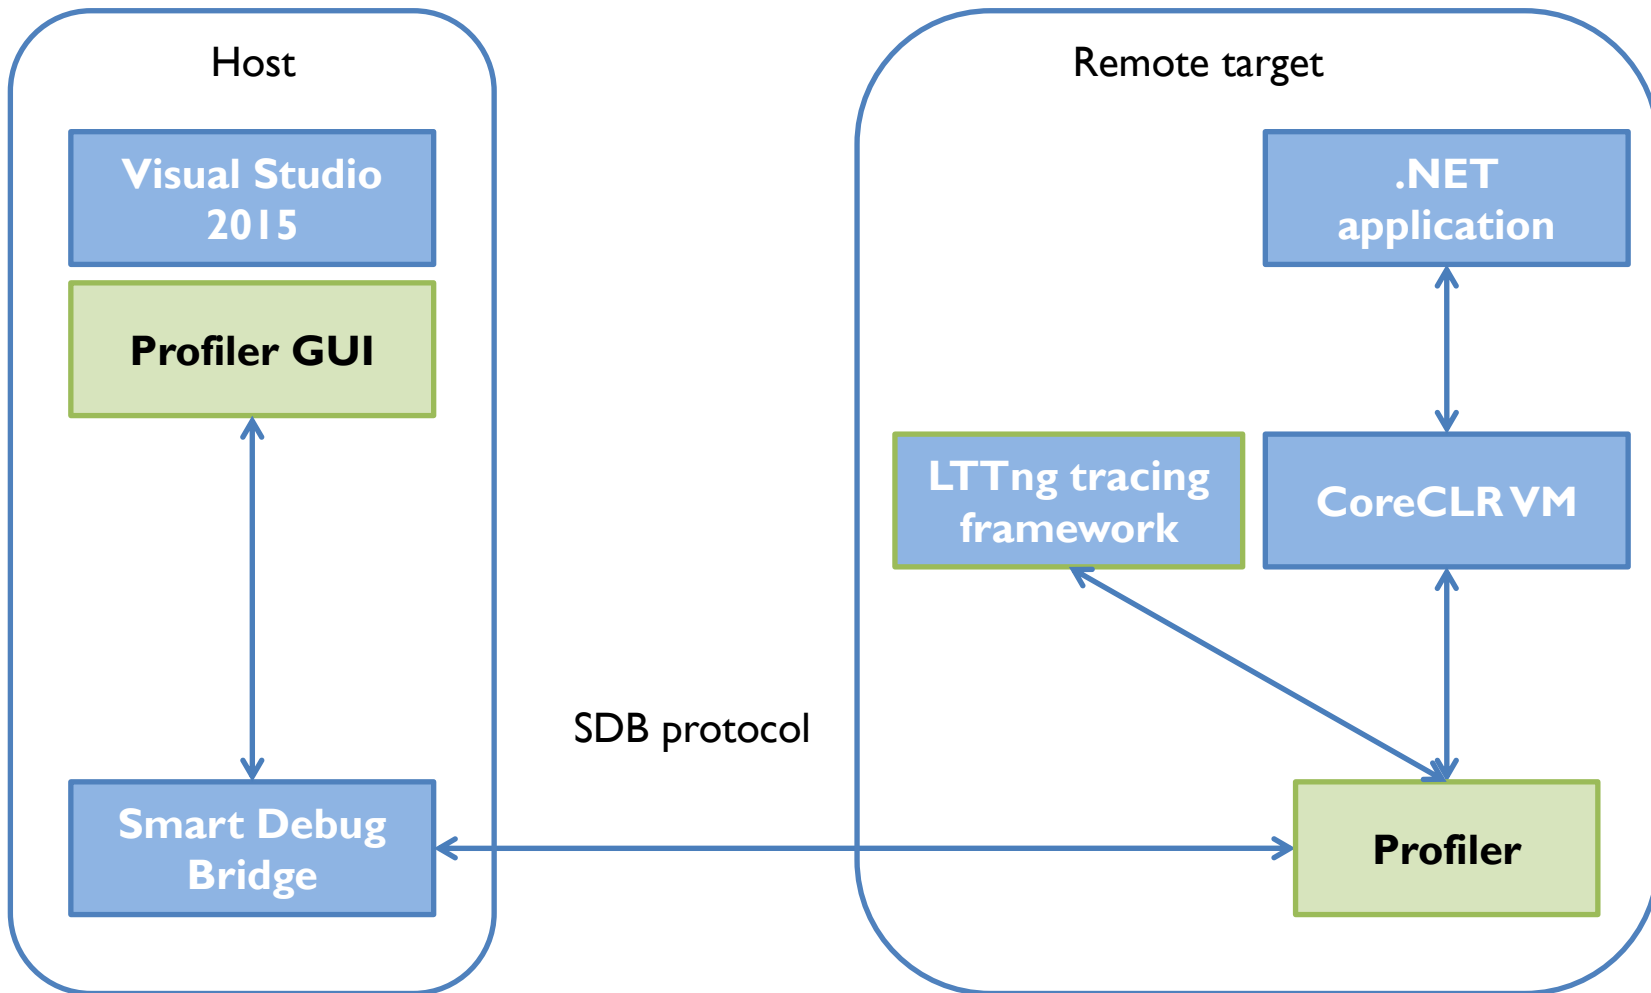 Host
Visual Studio
2015
Profiler GUI
Smart Debug
Bridge
SDB protocol
Remote target
.NET
application
LTTng tracing
framework
CoreCLR VM
Profiler